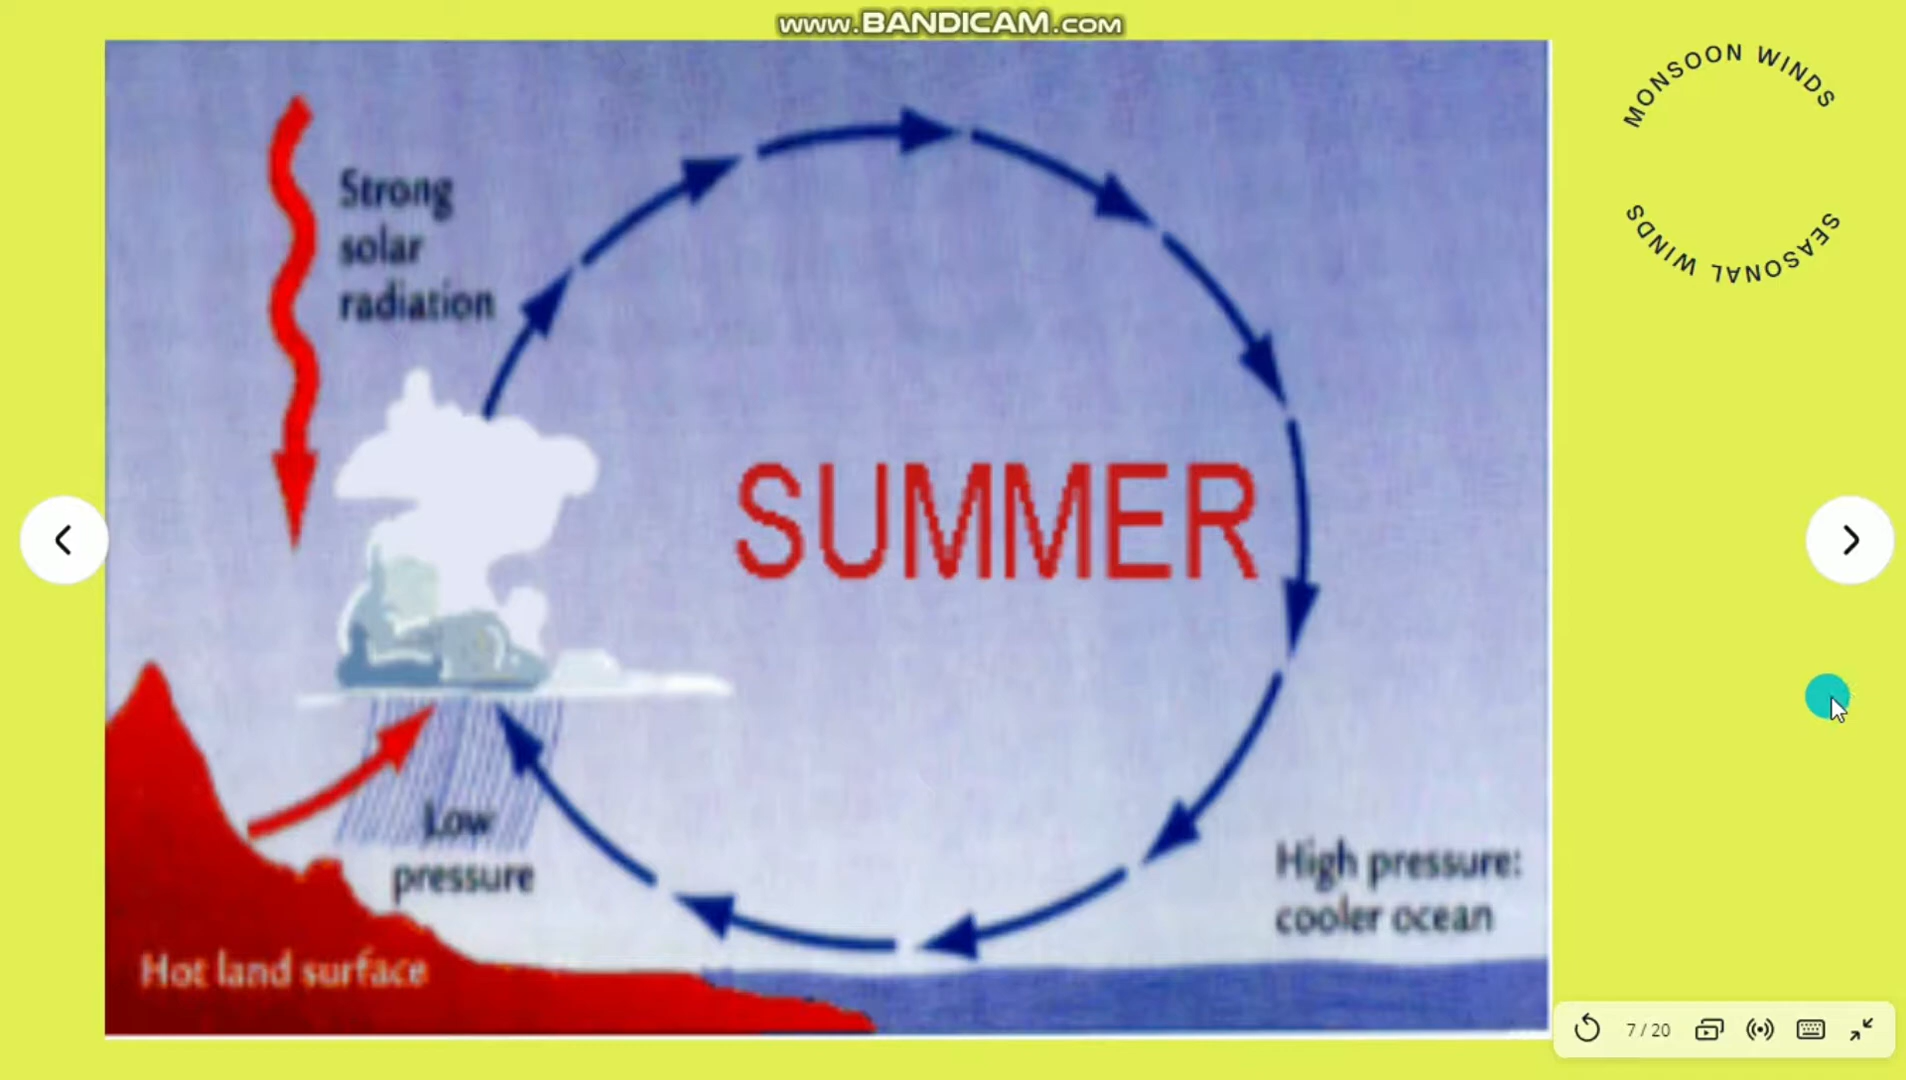 www.BANDICAM.com
MONSOON WINDS
SEASONAL WINDS
Strong
solar
radiation
SUMMER
Low
pressure
High pressure:
cooler ocean
Hot land surface
7 / 20